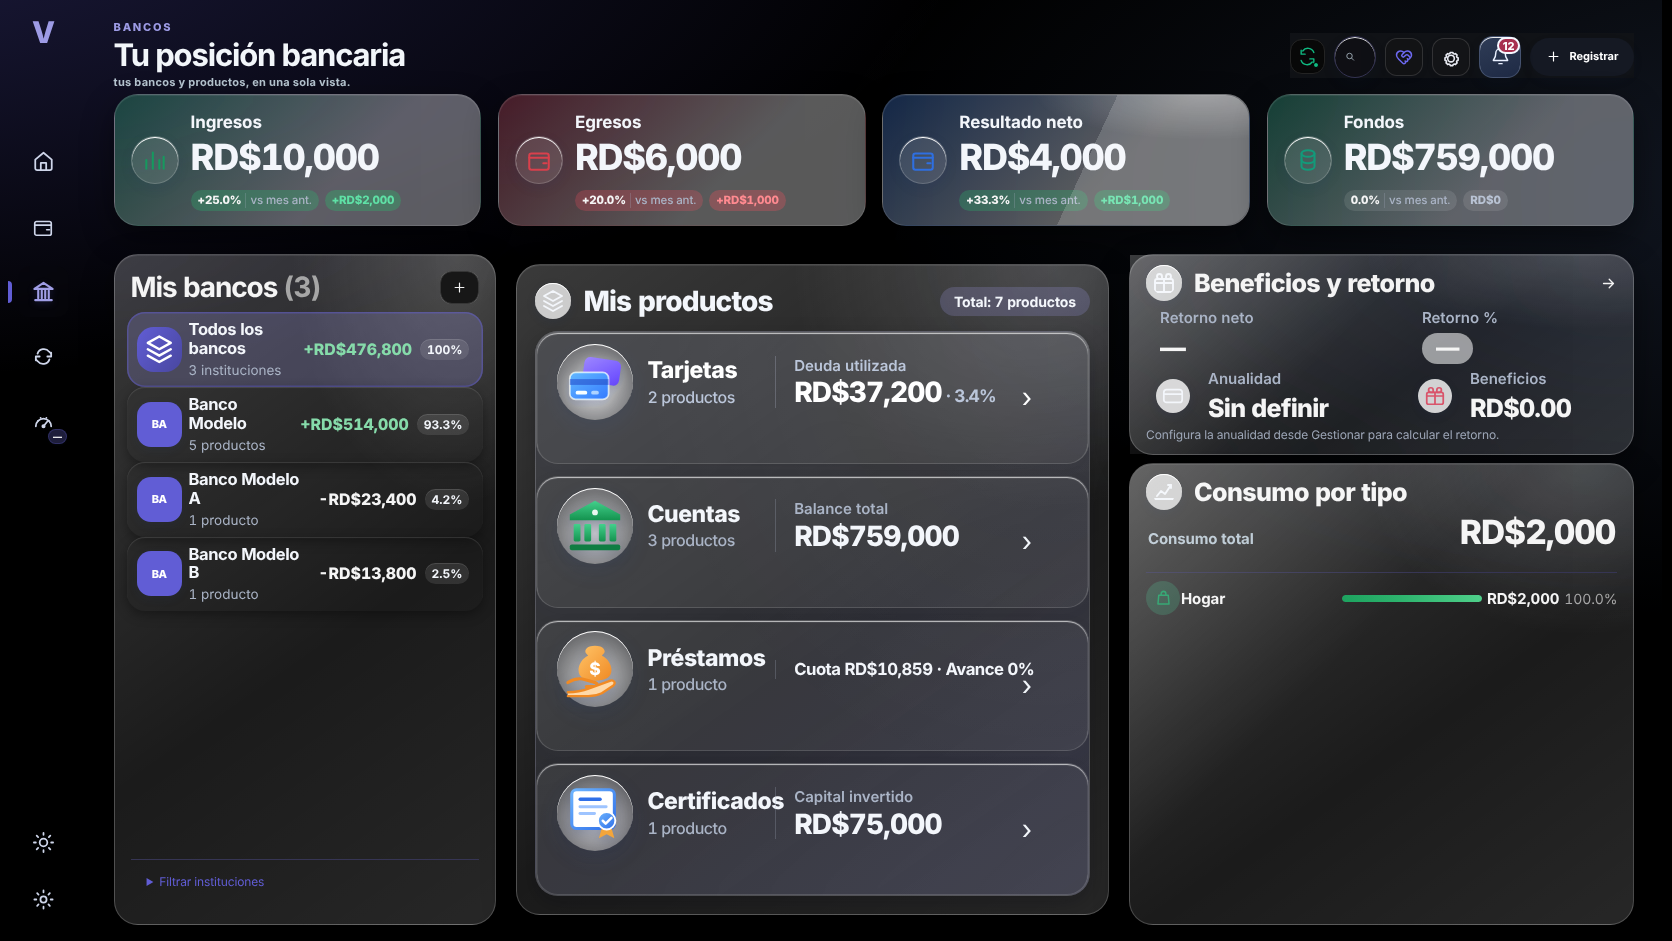 V
BANCOS
Tu posición bancaria
tus bancos y productos, en una sola vista.
12
Registrar
Ingresos
RD$10,000
+25.0% vs mes ant. +RD$2,000
Egresos
RD$6,000
+20.0% vs mes ant. +RD$1,000
Resultado neto
RD$4,000
+33.3% vs mes ant. +RD$1,000
Fondos
RD$759,000
0.0% vs mes ant. RD$0
Mis bancos (3)
+
Todos los
bancos
+RD$476,800 100%
3 instituciones
BA
Banco
Modelo
+RD$514,000 93.3%
5 productos
BA
Banco Modelo
A
-RD$23,400 4.2%
1 producto
BA
Banco Modelo
B
-RD$13,800 2.5%
1 producto
Filtrar instituciones
Mis productos
Total: 7 productos
Tarjetas
2 productos
Deuda utilizada
RD$37,200 · 3.4%
Cuentas
3 productos
Balance total
RD$759,000
Préstamos
1 producto
Cuota RD$10,859 · Avance 0%
Certificados
1 producto
Capital invertido
RD$75,000
Beneficios y retorno
Retorno neto
—
Retorno %
—
Anualidad
Sin definir
Beneficios
RD$0.00
Configura la anualidad desde Gestionar para calcular el retorno.
Consumo por tipo
Consumo total
RD$2,000
Hogar
RD$2,000 100.0%